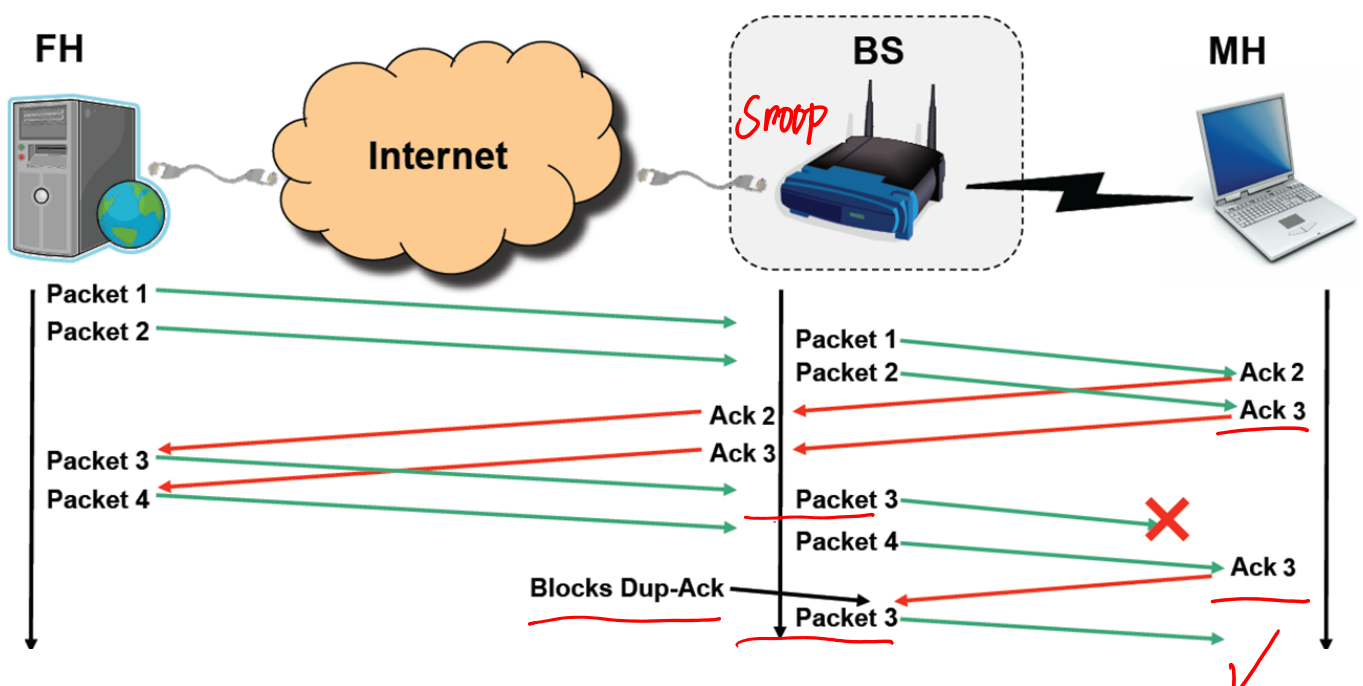 FH
BS
MH
Snoop
Internet
Packet 1
Packet 2
Packet 1
Packet 2
Ack 2
Ack 3
Ack 2
Ack 3
Packet 3
Packet 4
Packet 3
Packet 4
Ack 3
Blocks Dup-Ack
Packet 3